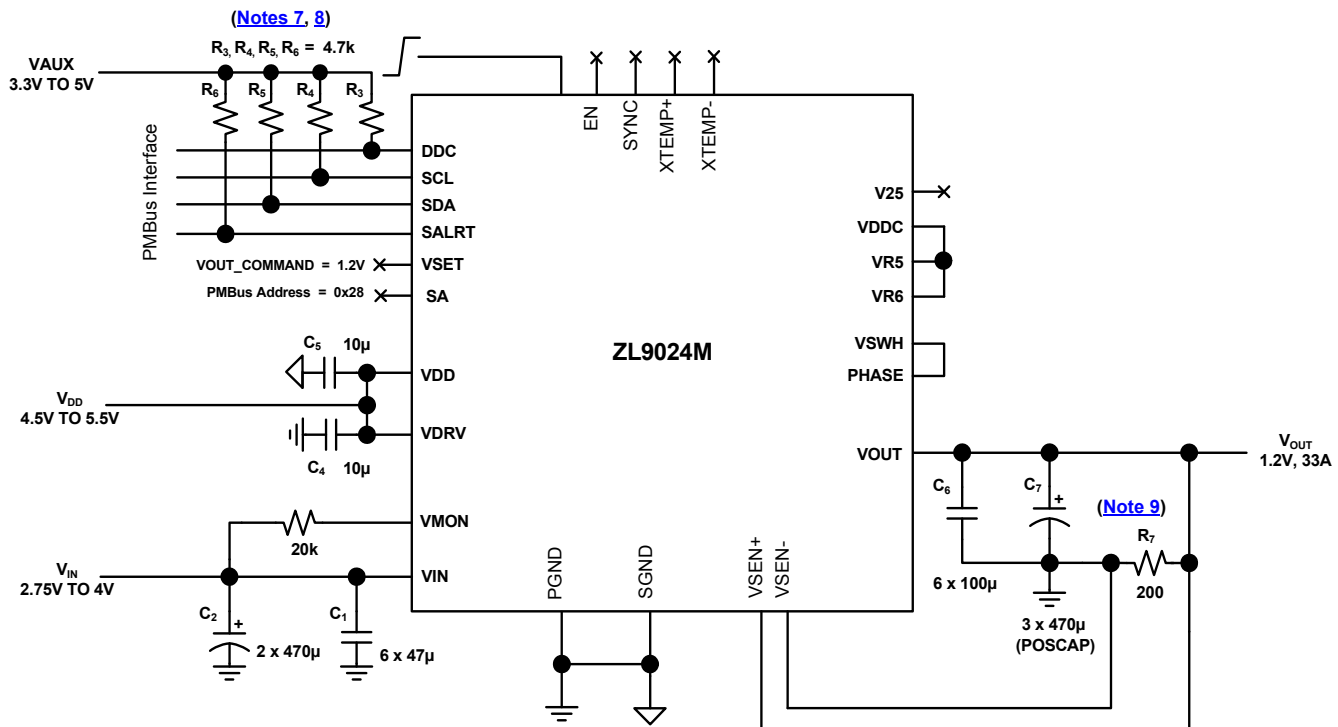 (Notes 7, 8)
R3, R4, R5, R6 = 4.7k
VAUX
3.3V TO 5V
R6
R5
R4
R3
PMBus Interface
DDC
SCL
SDA
SALRT
VOUT_COMMAND = 1.2V
VSET
PMBus Address = 0x28
SA
EN
SYNC
XTEMP+
XTEMP-
V25
VDDC
VR5
VR6
VSWH
PHASE
ZL9024M
C5
10µ
VDD
VDD
4.5V TO 5.5V
VDRV
C4
10µ
VOUT
VOUT
1.2V, 33A
C6
C7
+
(Note 9)
R7
200
6 x 100µ
3 x 470µ
(POSCAP)
VMON
20k
VIN
2.75V TO 4V
VIN
C2
+
2 x 470µ
C1
6 x 47µ
PGND
SGND
VSEN+
VSEN-